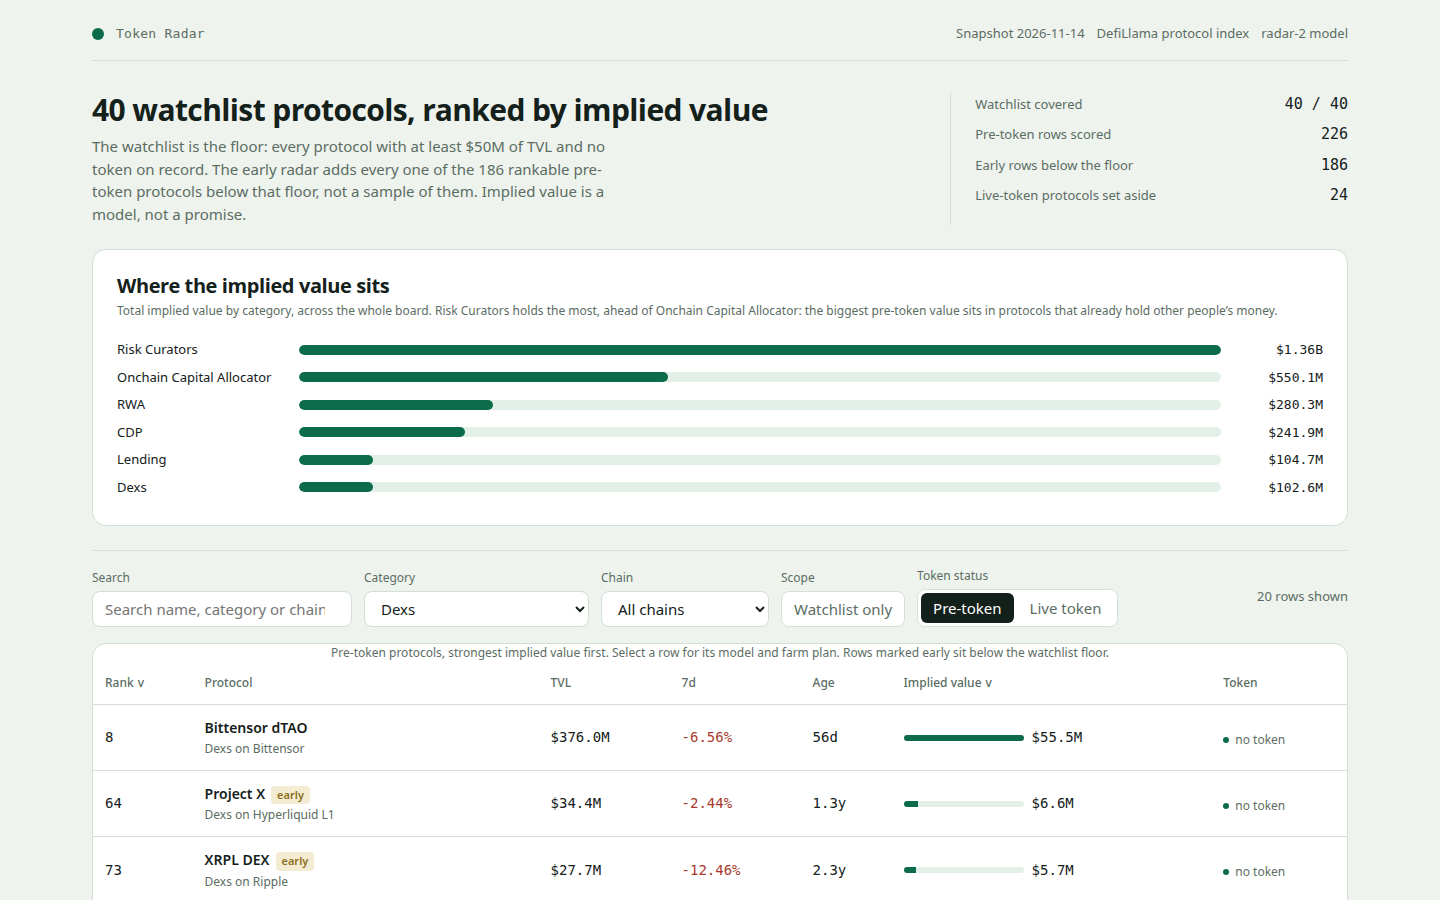 Token Radar
Snapshot 2026-11-14 DefiLlama protocol index radar-2 model
40 watchlist protocols, ranked by implied value
The watchlist is the floor: every protocol with at least $50M of TVL and no
token on record. The early radar adds every one of the 186 rankable pre-
token protocols below that floor, not a sample of them. Implied value is a
model, not a promise.
Watchlist covered 40 / 40
Pre-token rows scored 226
Early rows below the floor 186
Live-token protocols set aside 24
Where the implied value sits
Total implied value by category, across the whole board. Risk Curators holds the most, ahead of Onchain Capital Allocator: the biggest pre-token value sits in protocols that already hold other people’s money.
Risk Curators $1.36B
Onchain Capital Allocator $550.1M
RWA $280.3M
CDP $241.9M
Lending $104.7M
Dexs $102.6M
Search Category Chain Scope Token status
Search name, category or chain Dexs All chains Watchlist only Pre-token Live token 20 rows shown
Pre-token protocols, strongest implied value first. Select a row for its model and farm plan. Rows marked early sit below the watchlist floor.
Rank v Protocol TVL 7d Age Implied value v Token
8 Bittensor dTAO $376.0M -6.56% 56d $55.5M no token
Dexs on Bittensor
64 Project X early $34.4M -2.44% 1.3y $6.6M no token
Dexs on Hyperliquid L1
73 XRPL DEX early $27.7M -12.46% 2.3y $5.7M no token
Dexs on Ripple